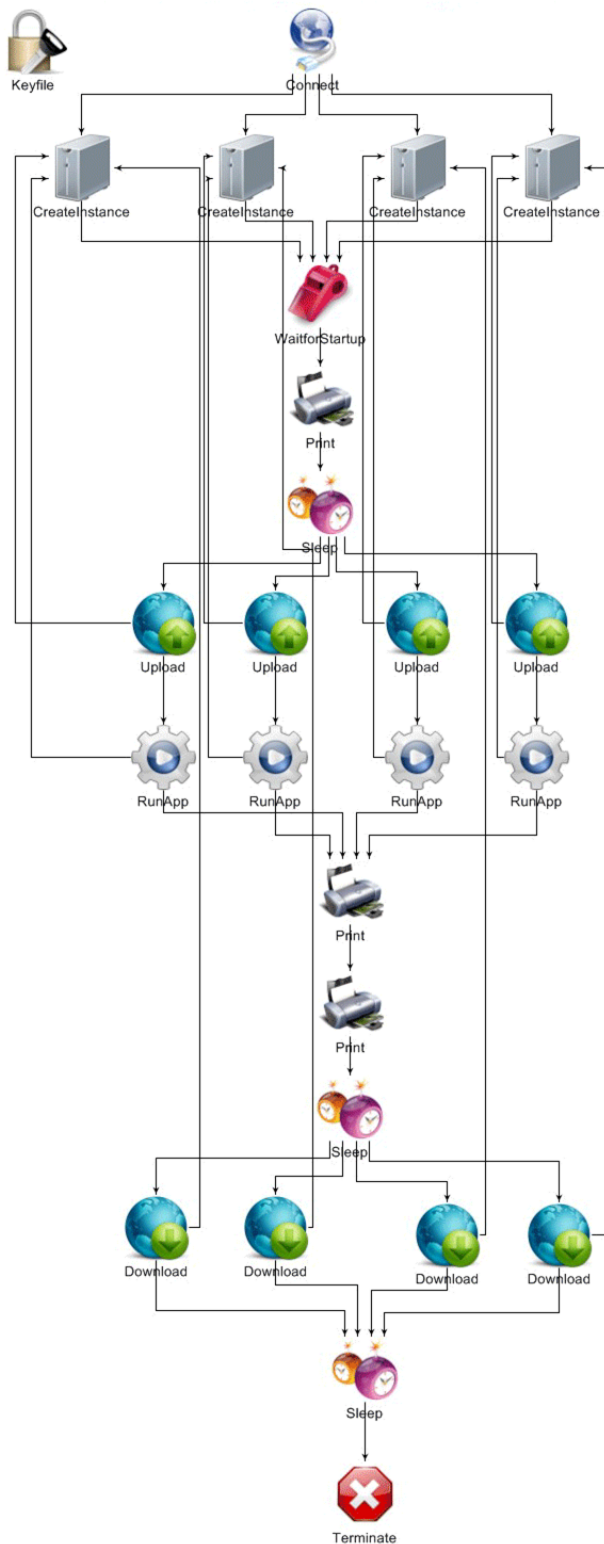 Keyfile
Connect
CreateInstance
CreateInstance
CreateInstance
CreateInstance
WaitforStartup
Print
Sleep
Upload
Upload
Upload
Upload
RunApp
RunApp
RunApp
RunApp
Print
Print
Sleep
Download
Download
Download
Download
Sleep
Terminate